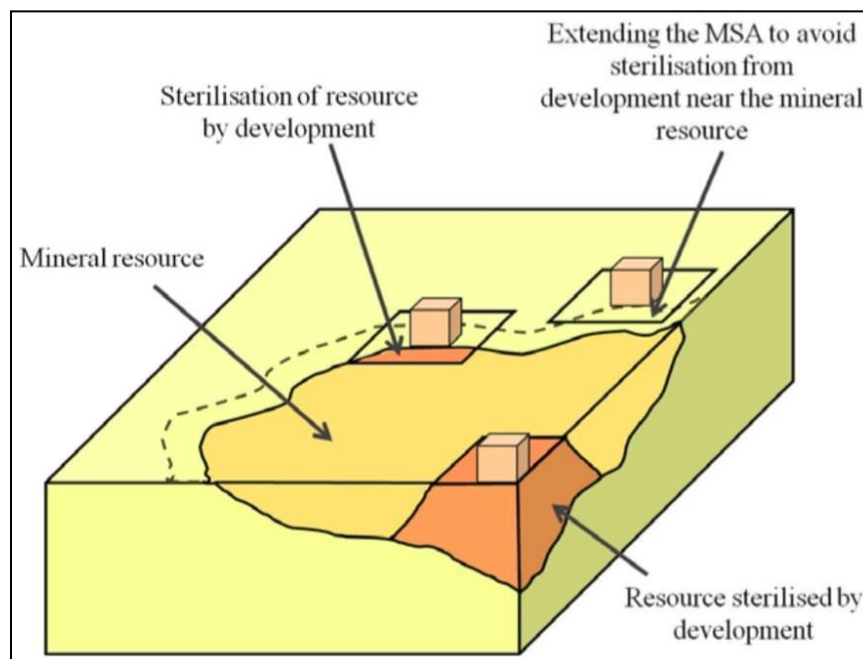 Extending the MSA to avoid
sterilisation from
development near the mineral
resource
Sterilisation of resource
by development
Mineral resource
Resource sterilised by
development